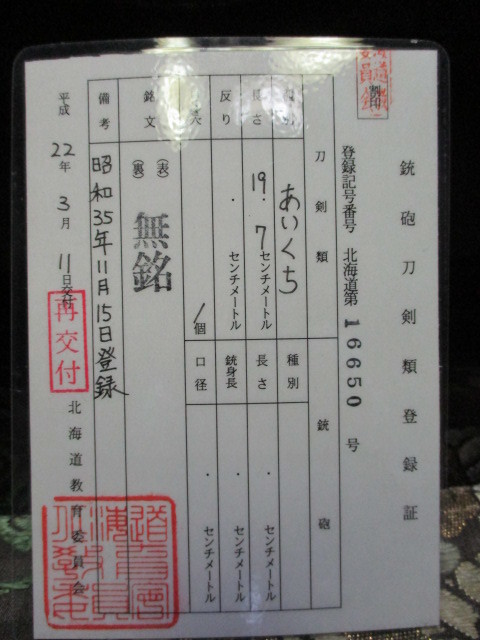 銃砲刀剣類登録証
割印
登録記号番号 北海道第 16650 号
刀剣類
銃砲
種別
あいくち
種別
長さ
19.7センチメートル
長さ
.センチメートル
反り
.センチメートル
銃身長
.センチメートル
穴
1個
口径
.センチメートル
銘文
(表)
無銘
(裏)
備考
昭和35年11月15日登録
平成22年3月11日交付
再交付
北海道教育委員会